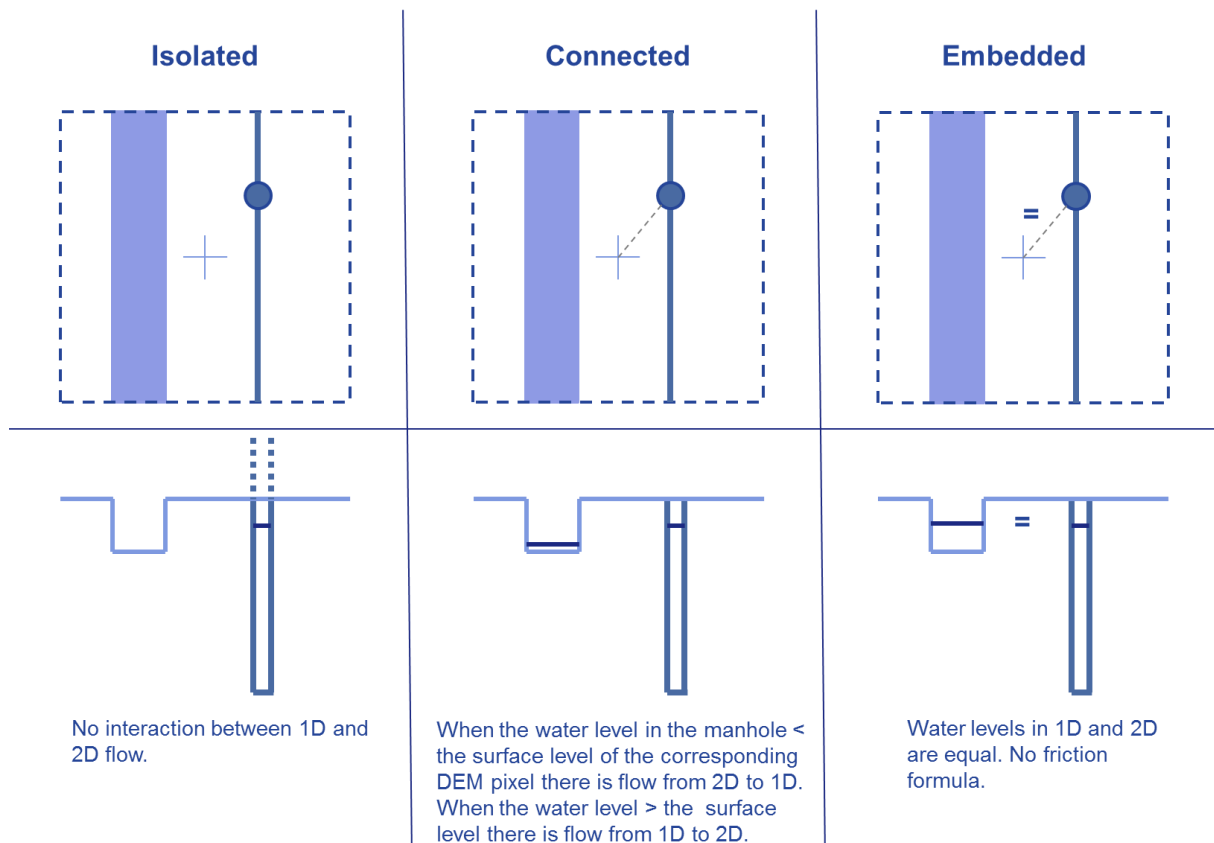 Isolated
Connected
Embedded
=
=
No interaction between 1D and
2D flow.
When the water level in the manhole <
the surface level of the corresponding
DEM pixel there is flow from 2D to 1D.
When the water level > the surface
level there is flow from 1D to 2D.
Water levels in 1D and 2D
are equal. No friction
formula.